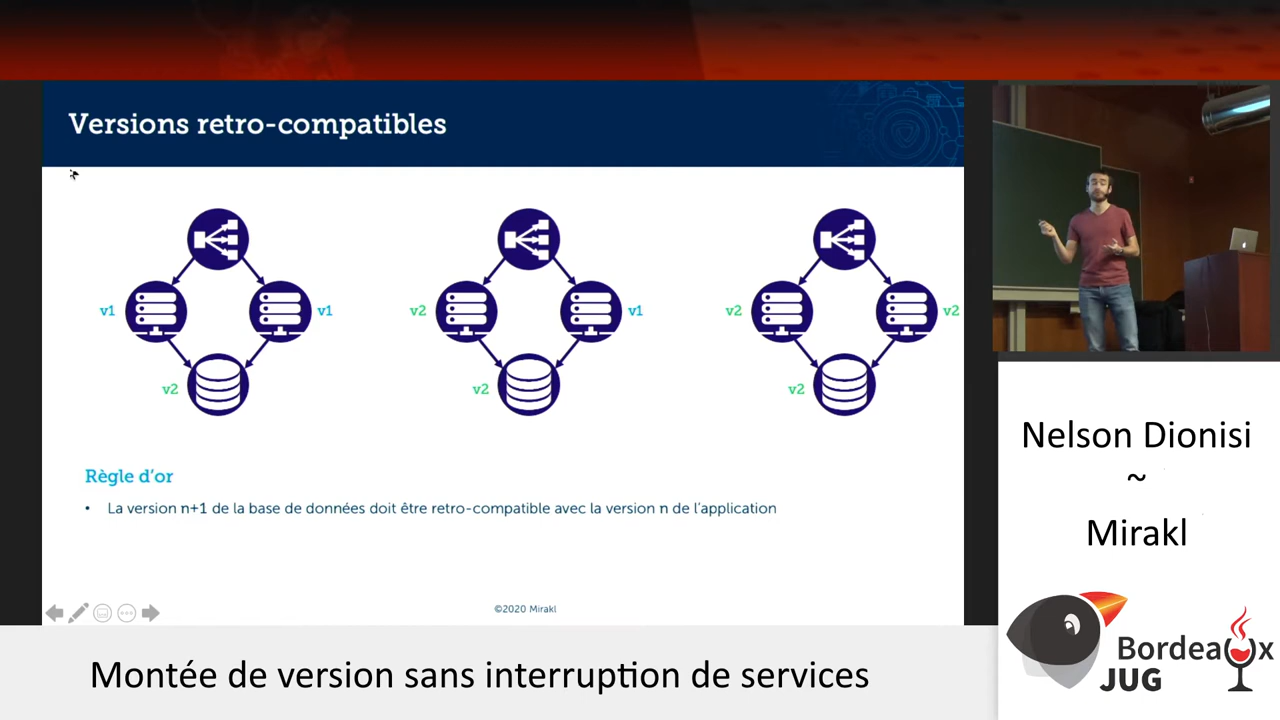 Versions retro-compatibles
v1
v1
v2
v2
v1
v2
v2
v2
v2
Règle d'or
• La version n+1 de la base de données doit être retro-compatible avec la version n de l'application
©2020 Mirakl
Nelson Dionisi
~
Mirakl
Bordeaux
JUG
Montée de version sans interruption de services